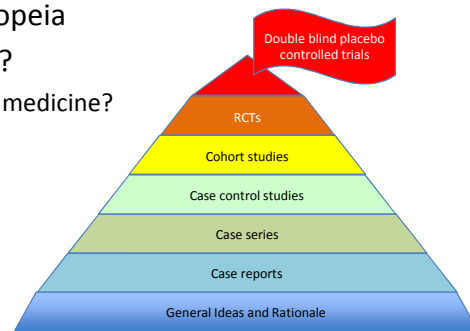 opeia
?
medicine?
Double blind placebo
controlled trials
RCTs
Cohort studies
Case control studies
Case series
Case reports
General Ideas and Rationale